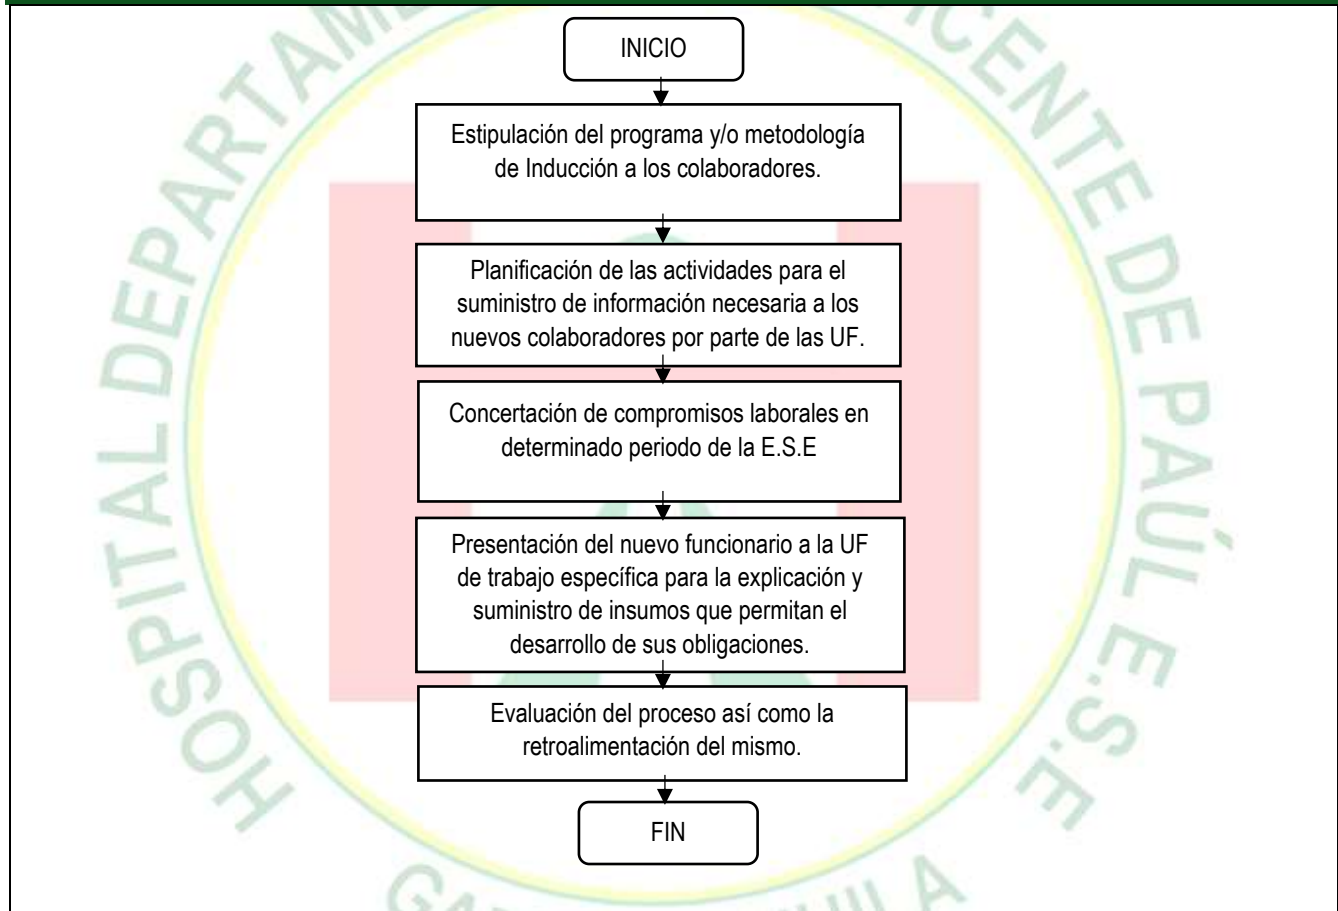 INICIO
Estipulación del programa y/o metodología
de Inducción a los colaboradores.
Planificación de las actividades para el
suministro de información necesaria a los
nuevos colaboradores por parte de las UF.
Concertación de compromisos laborales en
determinado periodo de la E.S.E
Presentación del nuevo funcionario a la UF
de trabajo específica para la explicación y
suministro de insumos que permitan el
desarrollo de sus obligaciones.
Evaluación del proceso así como la
retroalimentación del mismo.
FIN
HOSPITAL
DE PAÚL E.S.E